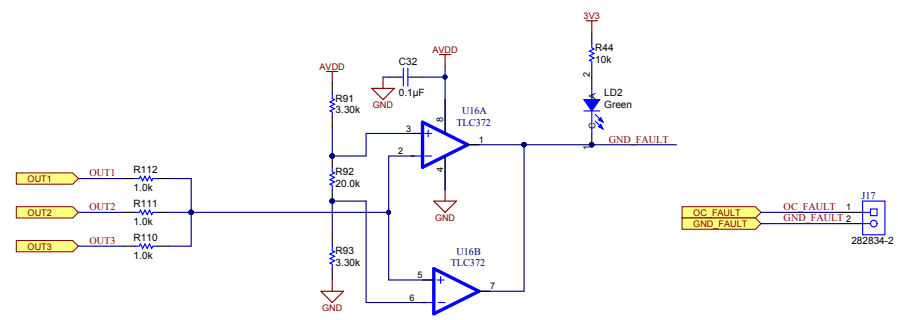 3V3
R44
10k
2
LD2
Green
A
C
1
GND_FAULT
AVDD
C32
0.1µF
GND
AVDD
R91
3.30k
U16A
TLC372
8
3
1
2
4
GND
R92
20.0k
OUT1
OUT1
R112
1.0k
OUT2
OUT2
R111
1.0k
OUT3
OUT3
R110
1.0k
R93
3.30k
GND
U16B
TLC372
5
6
7
J17
OC_FAULT
OC_FAULT
1
GND_FAULT
GND_FAULT
2
282834-2